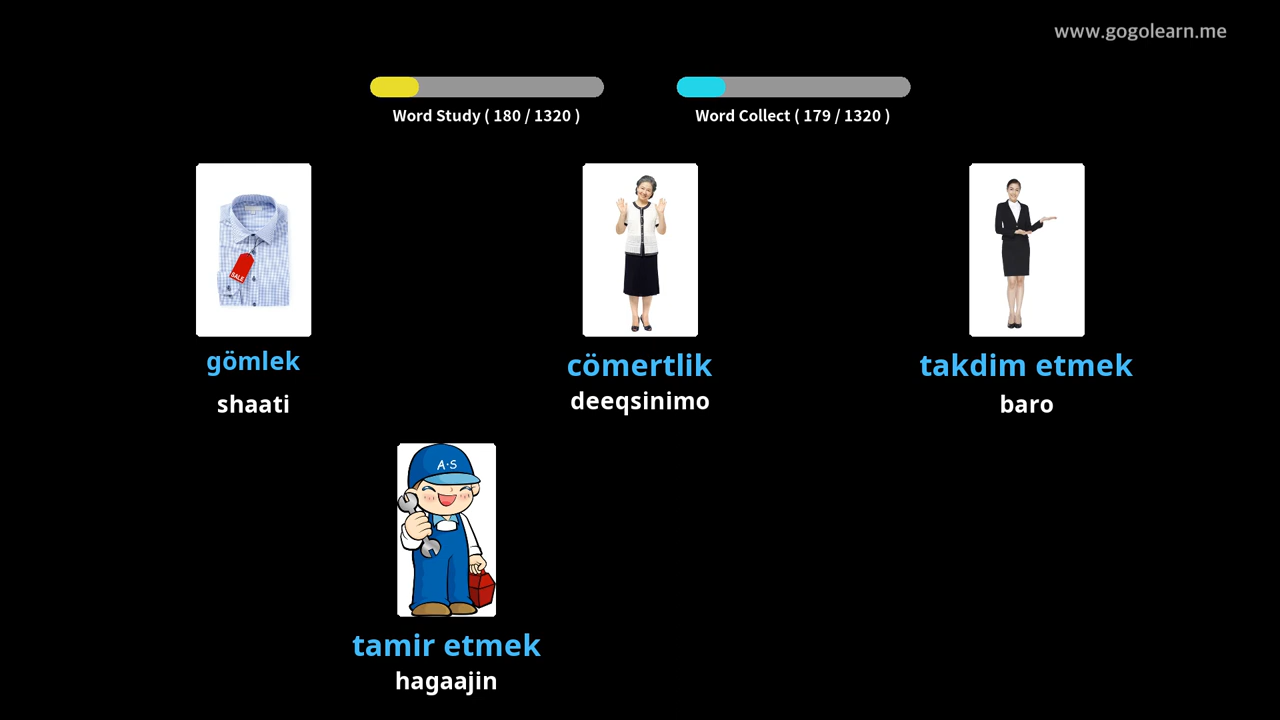 www.gogolearn.me
Word Study ( 180 / 1320 )
Word Collect ( 179 / 1320 )
SALE
gömlek
shaati
cömertlik
deeqsinimo
takdim etmek
baro
A·S
tamir etmek
hagaajin